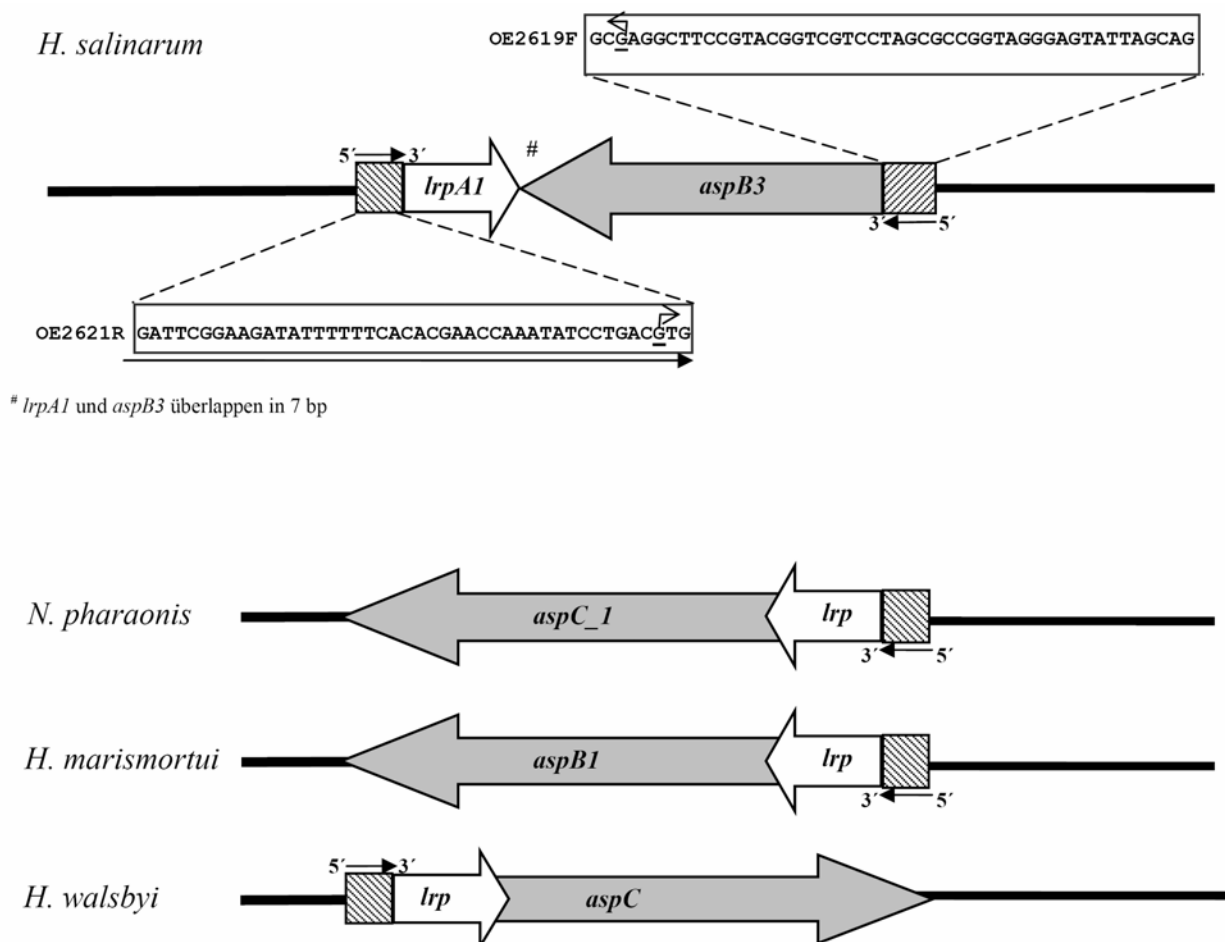 H. salinarum
OE2619F GCGAGGCTTCCGTACGGTCGTCCTAGCGCCGGTAGGGAGTATTAGCAG
5´ 3´
#
lrpA1 aspB3
3´ 5´
OE2621R GATTCGGAAGATATTTTTTCACACGAACCAAATATCCTGACGTG
# lrpA1 und aspB3 überlappen in 7 bp
N. pharaonis aspC_1 lrp
3´ 5´
H. marismortui aspB1 lrp
3´ 5´
5´ 3´
H. walsbyi lrp aspC